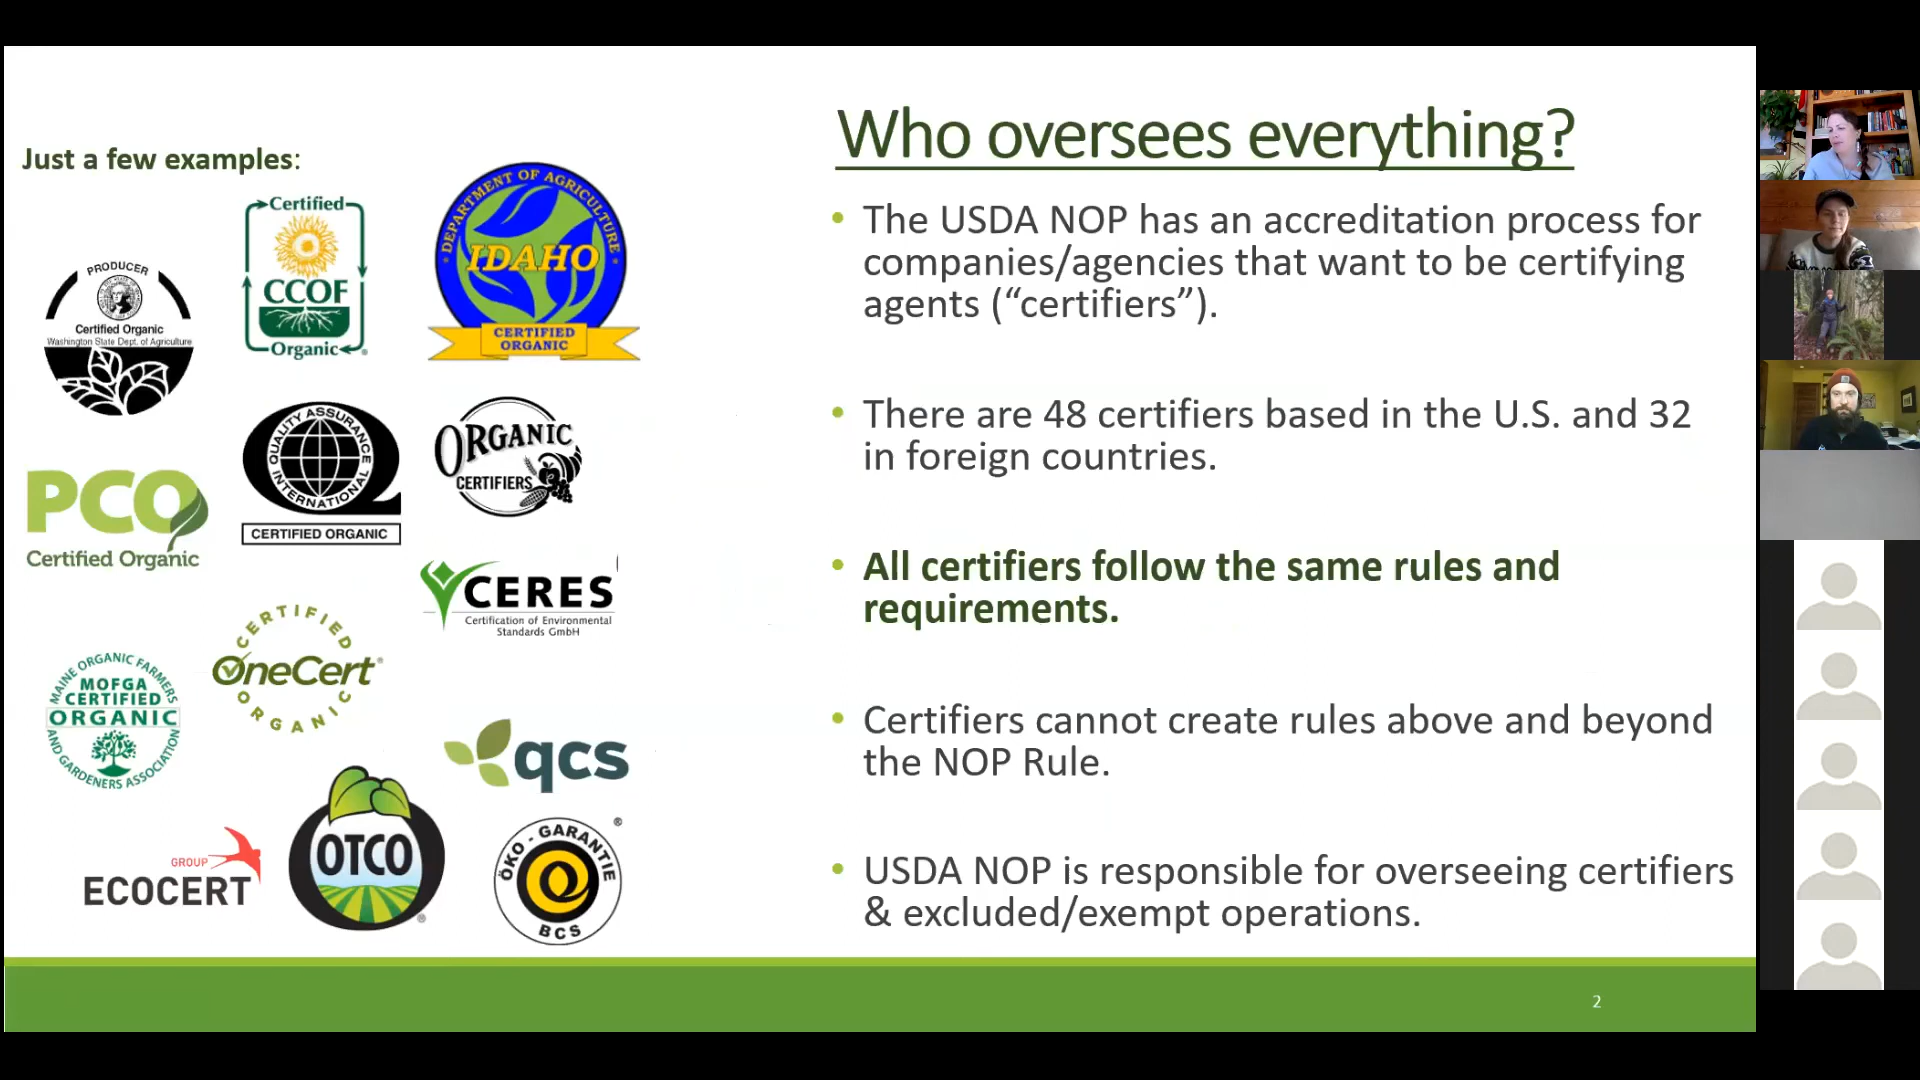 Just a few examples:
PRODUCER
Certified Organic
Washington State Dept. of Agriculture
Certified
CCOF
Organic
DEPARTMENT OF AGRICULTURE
IDAHO
CERTIFIED
ORGANIC
PCO
Certified Organic
QUALITY ASSURANCE
INTERNATIONAL
CERTIFIED ORGANIC
ORGANIC
CERTIFIERS
CERES
Certification of Environmental
Standards GmbH
MAINE ORGANIC FARMERS
MOFGA
CERTIFIED
ORGANIC
AND GARDENERS ASSOCIATION
CERTIFIED
OneCert®
ORGANIC
qcs
GROUP
ECOCERT
OTCO
®
ÖKO - GARANTIE
BCS
®
Who oversees everything?
• The USDA NOP has an accreditation process for
companies/agencies that want to be certifying
agents (“certifiers”).
• There are 48 certifiers based in the U.S. and 32
in foreign countries.
• All certifiers follow the same rules and
requirements.
• Certifiers cannot create rules above and beyond
the NOP Rule.
• USDA NOP is responsible for overseeing certifiers
& excluded/exempt operations.
2